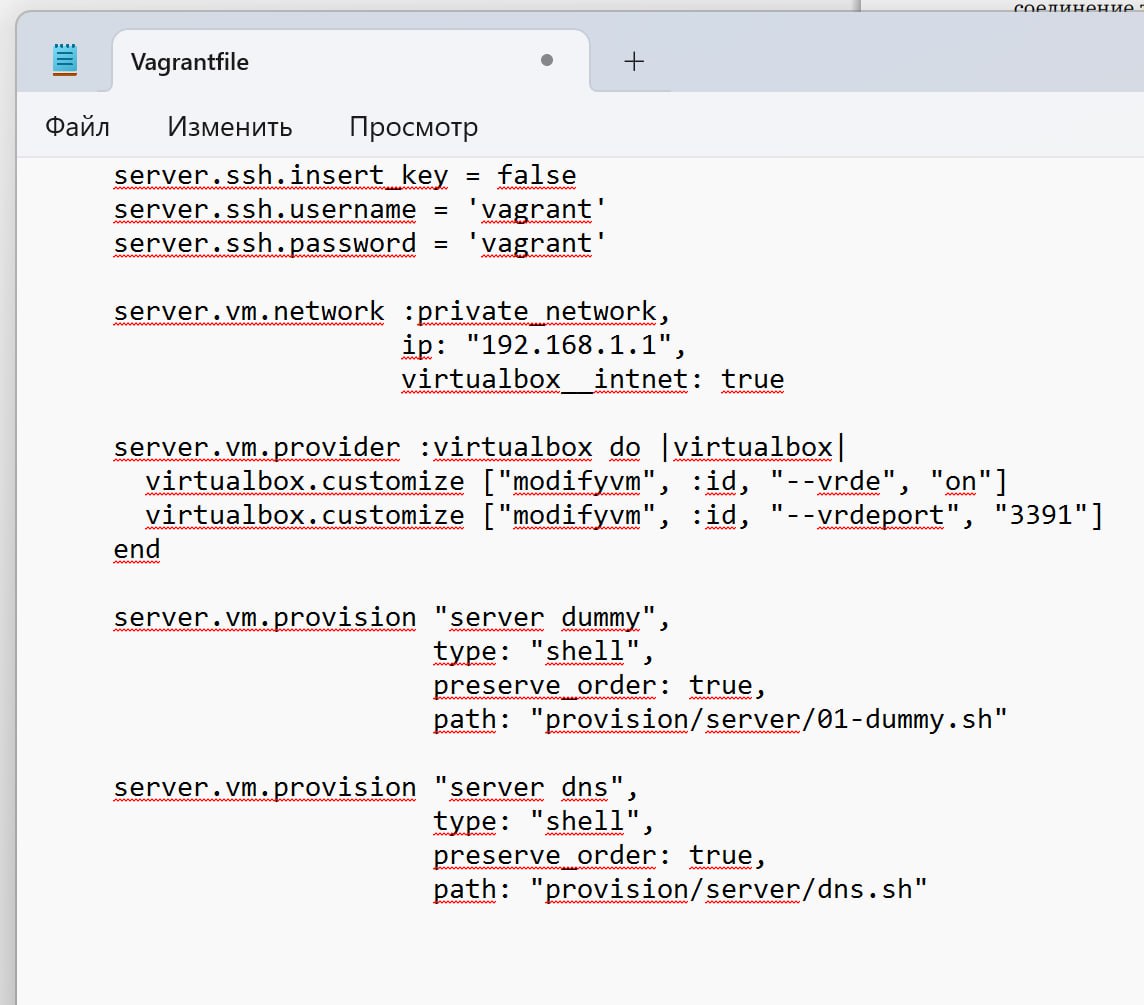 соединение
Vagrantfile
Файл Изменить Просмотр
server.ssh.insert_key = false
server.ssh.username = 'vagrant'
server.ssh.password = 'vagrant'
server.vm.network :private_network,
ip: "192.168.1.1",
virtualbox__intnet: true
server.vm.provider :virtualbox do |virtualbox|
virtualbox.customize ["modifyvm", :id, "--vrde", "on"]
virtualbox.customize ["modifyvm", :id, "--vrdeport", "3391"]
end
server.vm.provision "server dummy",
type: "shell",
preserve_order: true,
path: "provision/server/01-dummy.sh"
server.vm.provision "server dns",
type: "shell",
preserve_order: true,
path: "provision/server/dns.sh"